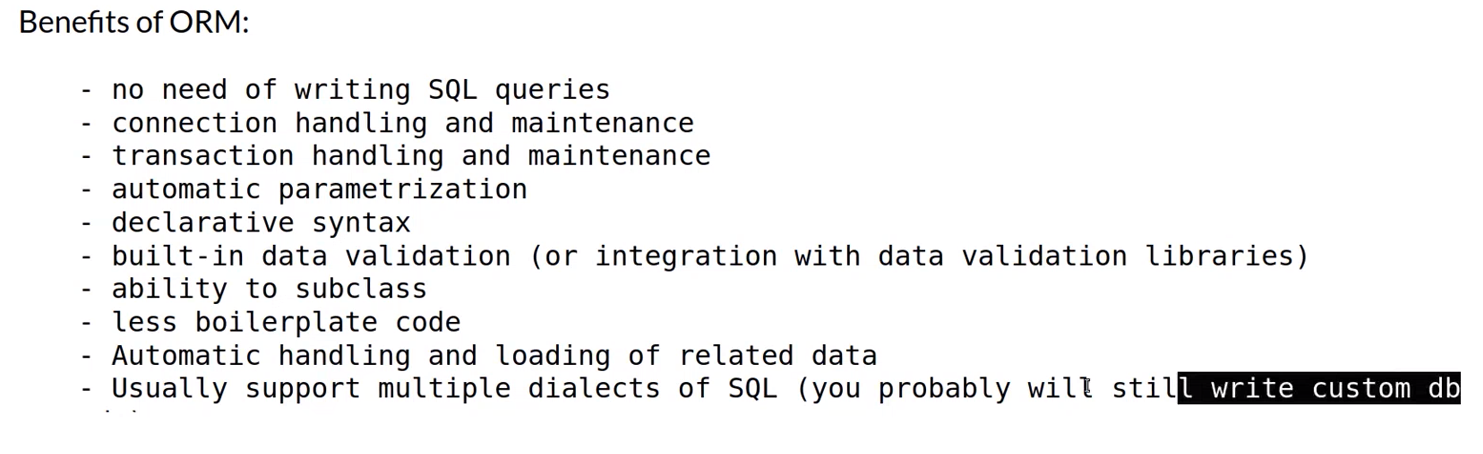 Benefits of ORM:
- no need of writing SQL queries
- connection handling and maintenance
- transaction handling and maintenance
- automatic parametrization
- declarative syntax
- built-in data validation (or integration with data validation libraries)
- ability to subclass
- less boilerplate code
- Automatic handling and loading of related data
- Usually support multiple dialects of SQL (you probably will still write custom db